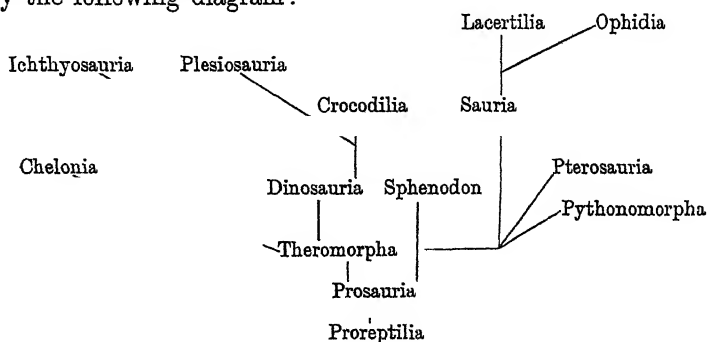 y the following diagram:
Lacertilia Ophidia
Ichthyosauria Plesiosauria
Crocodilia Sauria
Chelonia
Pterosauria
Dinosauria Sphenodon
Pythonomorpha
Theromorpha
Prosauria
Proreptilia